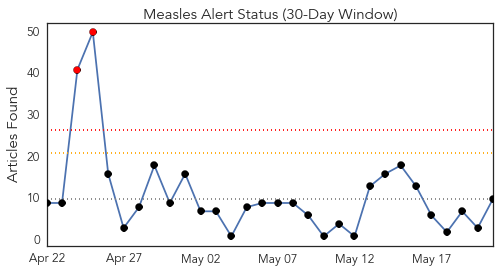 Measles Alert Status (30-Day Window)
Articles Found
50
40
30
20
10
0
Apr 22
Apr 27
May 02
May 07
May 12
May 17